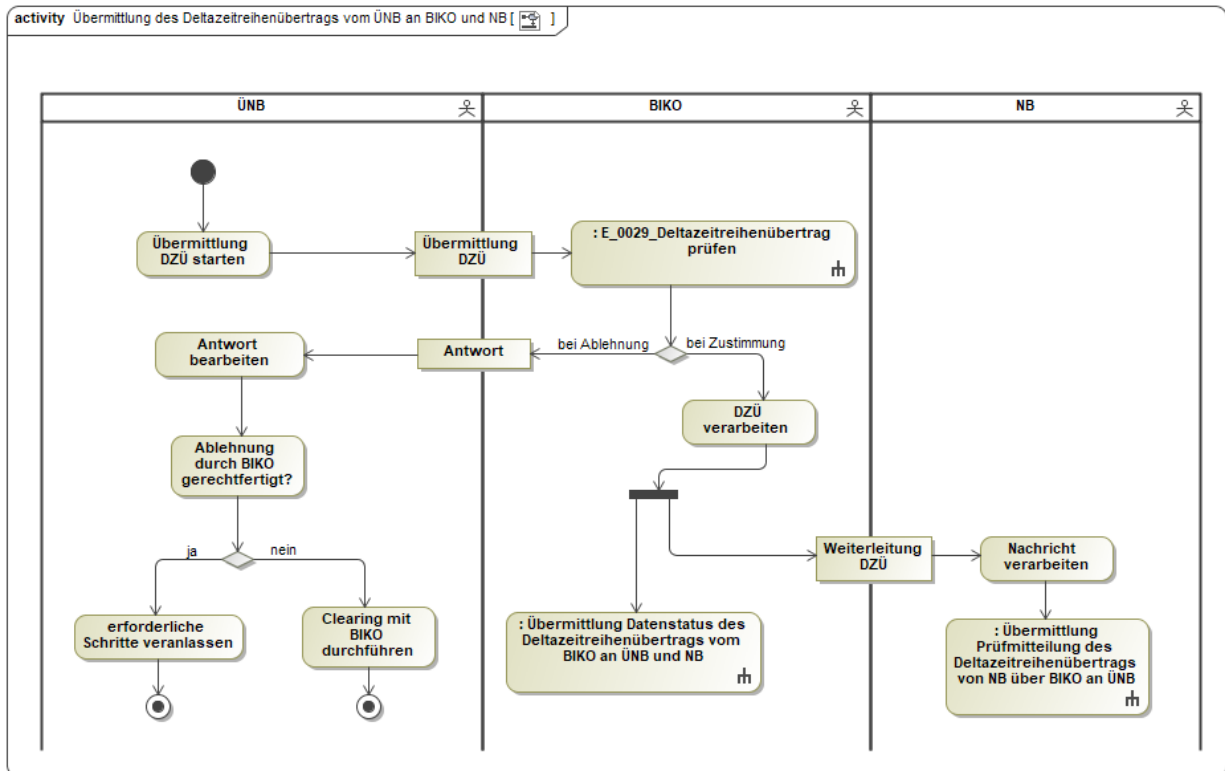 activity Übermittlung des Deltazeitreihenübertrags vom ÜNB an BIKO und NB [ ]
ÜNB
BIKO
NB
Übermittlung
DZÜ starten
Übermittlung
DZÜ
: E_0029_Deltazeitreihenübertrag
prüfen
Antwort
bearbeiten
Antwort
bei Ablehnung
bei Zustimmung
DZÜ
verarbeiten
Ablehnung
durch BIKO
gerechtfertigt?
ja
nein
Weiterleitung
DZÜ
Nachricht
verarbeiten
erforderliche
Schritte veranlassen
Clearing mit
BIKO
durchführen
: Übermittlung Datenstatus des
Deltazeitreihenübertrags vom
BIKO an ÜNB und NB
: Übermittlung
Prüfmitteilung des
Deltazeitreihenübertrags
von NB über BIKO an ÜNB